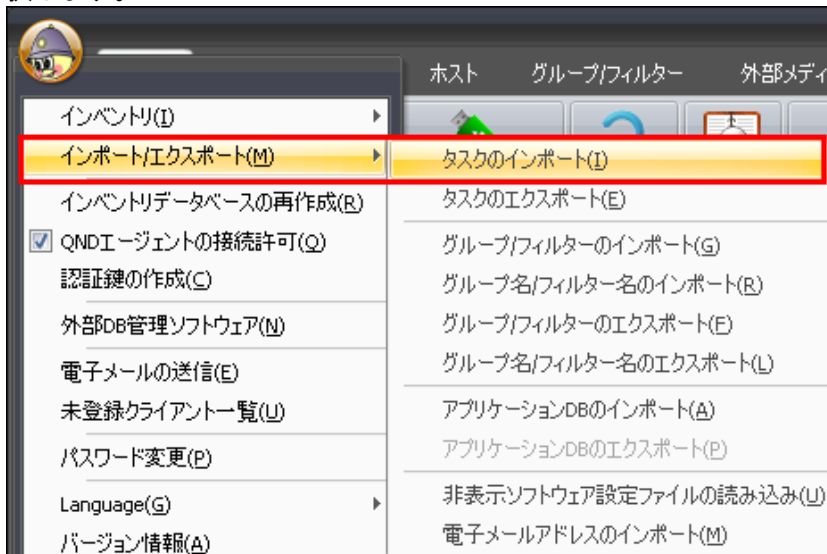 ホスト
グループ/フィルター
外部メディ
インベントリ(I)
インポート/エクスポート(M)
インベントリデータベースの再作成(R)
QNDエージェントの接続許可(Q)
認証鍵の作成(C)
外部DB管理ソフトウェア(N)
電子メールの送信(E)
未登録クライアント一覧(U)
パスワード変更(P)
Language(G)
バージョン情報(A)
タスクのインポート(I)
タスクのエクスポート(E)
グループ/フィルターのインポート(G)
グループ名/フィルター名のインポート(R)
グループ/フィルターのエクスポート(F)
グループ名/フィルター名のエクスポート(L)
アプリケーションDBのインポート(A)
アプリケーションDBのエクスポート(P)
非表示ソフトウェア設定ファイルの読み込み(U)
電子メールアドレスのインポート(M)